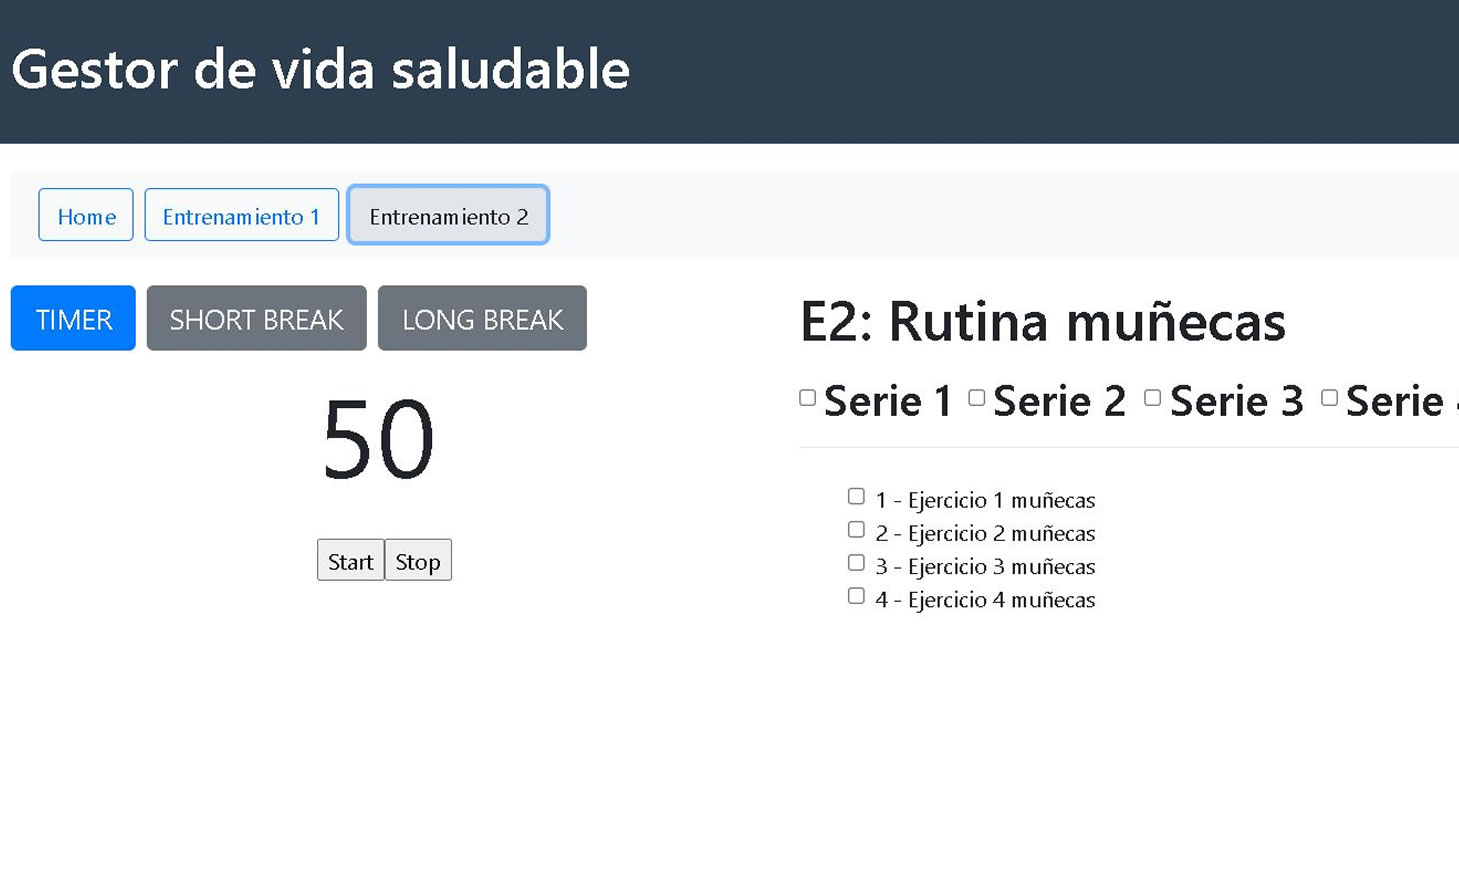 Gestor de vida saludable
Home Entrenamiento 1 Entrenamiento 2
TIMER SHORT BREAK LONG BREAK
50
Start Stop
E2: Rutina muñecas
Serie 1 Serie 2 Serie 3 Serie
1 - Ejercicio 1 muñecas
2 - Ejercicio 2 muñecas
3 - Ejercicio 3 muñecas
4 - Ejercicio 4 muñecas